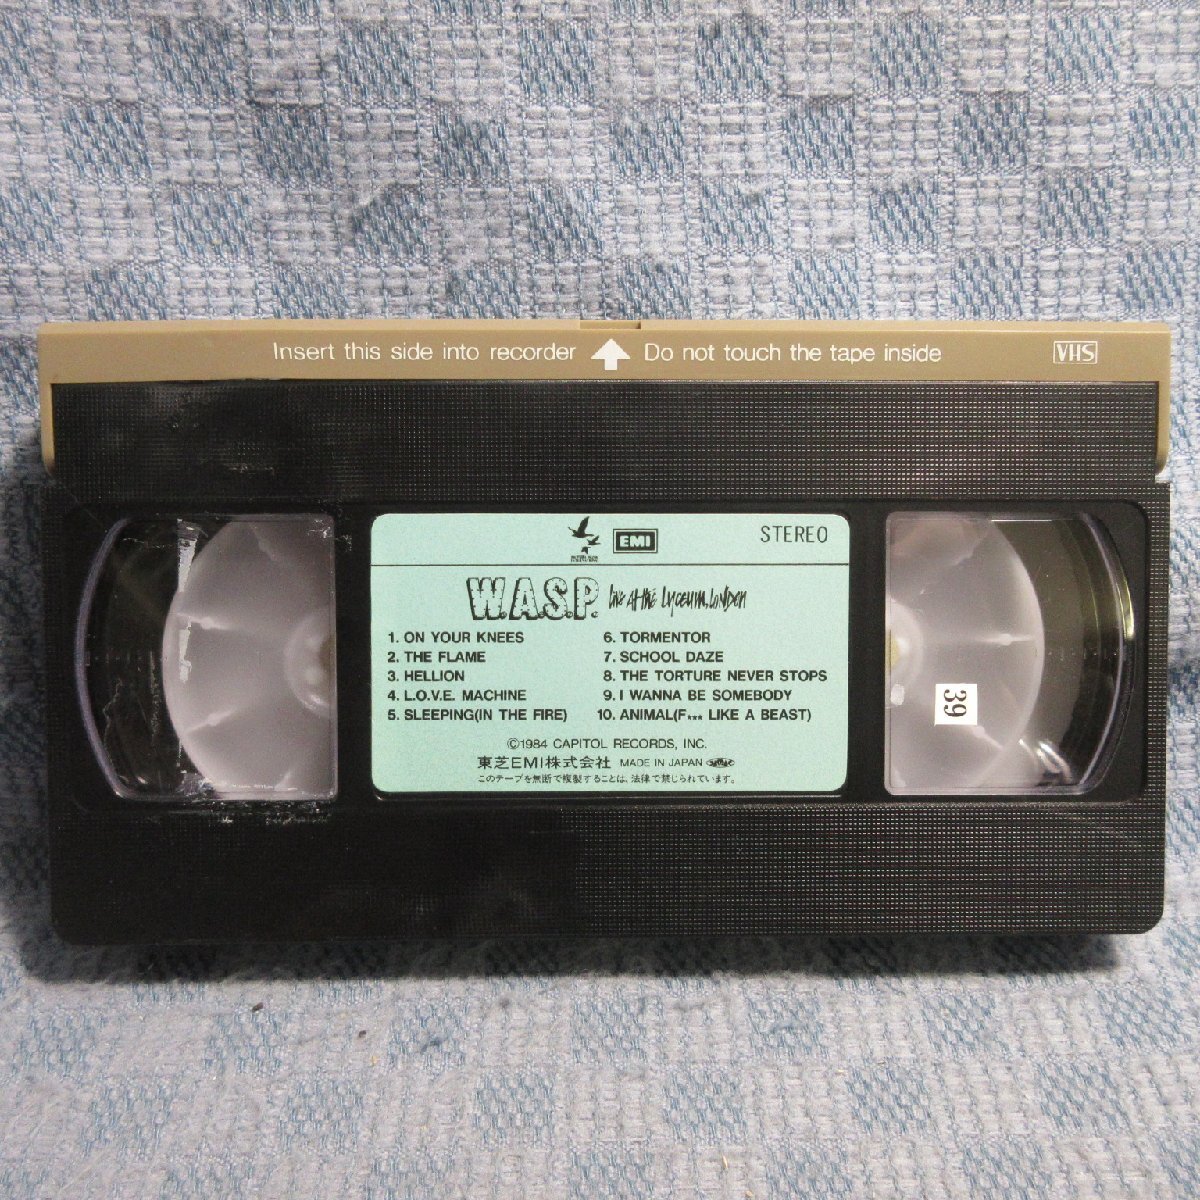 Insert this side into recorder Do not touch the tape inside VHS
EMI STEREO
W.A.S.P. Live at the Lyceum, London
1. ON YOUR KNEES
2. THE FLAME
3. HELLION
4. L.O.V.E. MACHINE
5. SLEEPING(IN THE FIRE)
6. TORMENTOR
7. SCHOOL DAZE
8. THE TORTURE NEVER STOPS
9. I WANNA BE SOMEBODY
10. ANIMAL(F*** LIKE A BEAST)
©1984 CAPITOL RECORDS, INC.
東芝EMI株式会社 MADE IN JAPAN
このテープを無断で複製することは、法律で禁じられています。
39